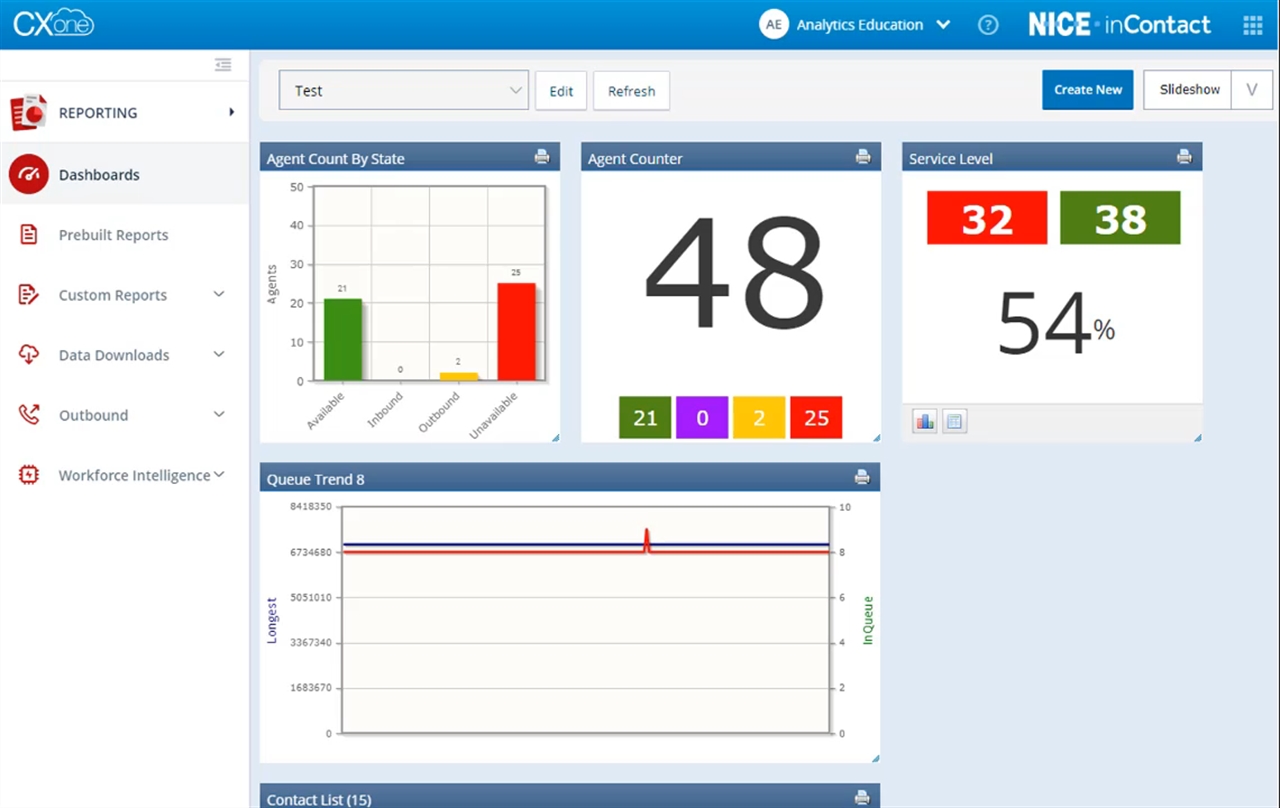 CXone
AE Analytics Education
?
NICE inContact
REPORTING
Dashboards
Prebuilt Reports
Custom Reports
Data Downloads
Outbound
Workforce Intelligence
Test
Edit
Refresh
Create New
Slideshow
V
Agent Count By State
50
40
30
20
10
0
Agents
21
0
2
25
Available
Inbound
Outbound
Unavailable
Agent Counter
48
21 0 2 25
Service Level
32 38
54%
Queue Trend 8
8418350
6734680
5051010
3367340
1683670
0
Longest
10
8
6
4
2
0
InQueue
Contact List (15)